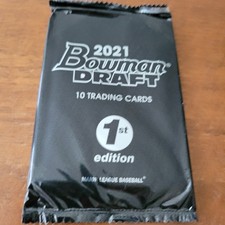 2021
Bowman
DRAFT
10 TRADING CARDS
1st
edition
MAJOR LEAGUE BASEBALL®